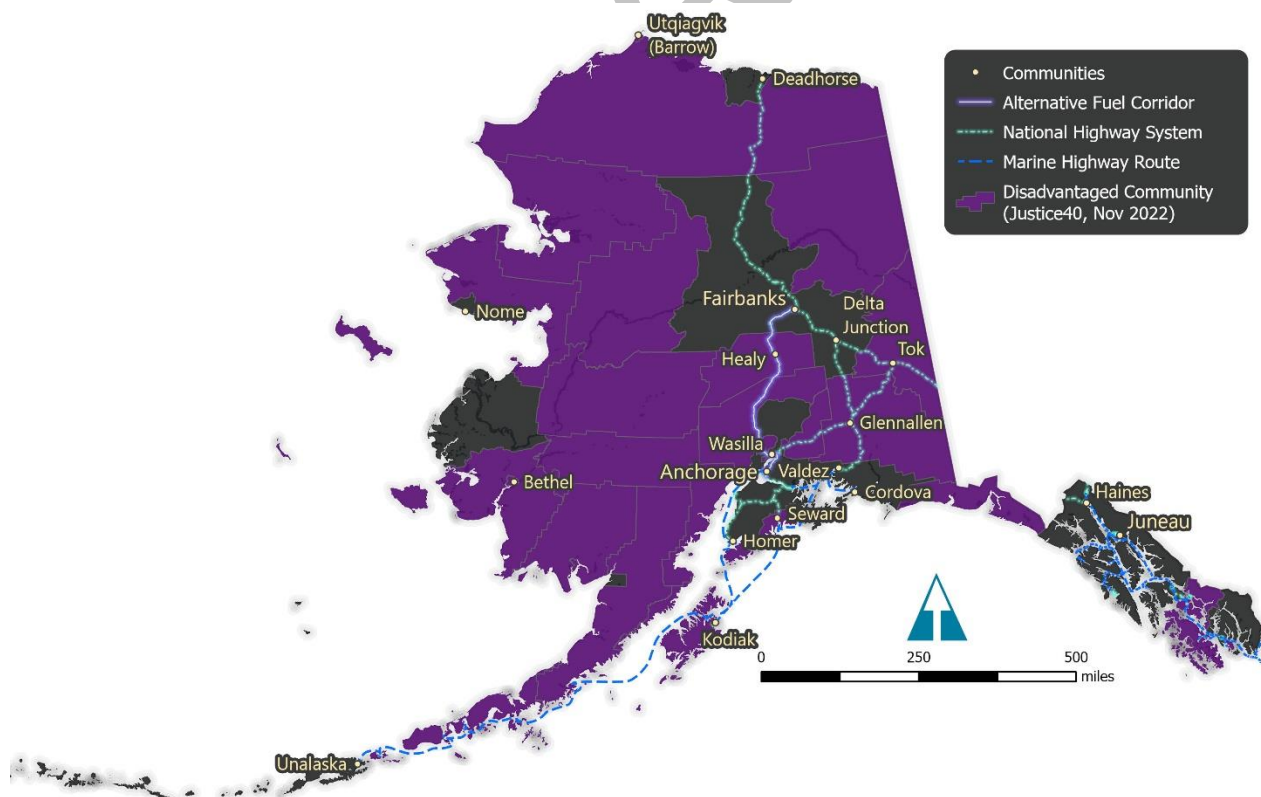 Utqiagvik
(Barrow)
Deadhorse
Communities
Alternative Fuel Corridor
National Highway System
Marine Highway Route
Disadvantaged Community
(Justice40, Nov 2022)
Fairbanks
Delta
Junction
Nome
Tok
Healy
Glennallen
Wasilla
Anchorage
Valdez
Bethel
Cordova
Haines
Seward
Juneau
Homer
Kodiak
0 250 500
miles
Unalaska